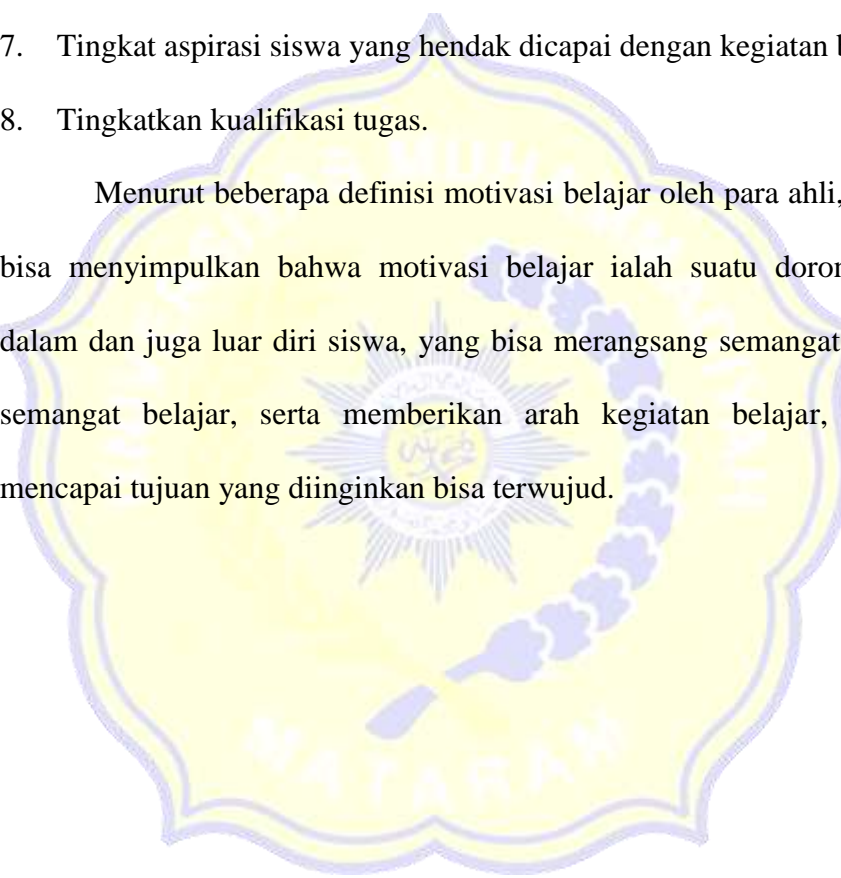 7. Tingkat aspirasi siswa yang hendak dicapai dengan kegiatan
8. Tingkatkan kualifikasi tugas.
Menurut beberapa definisi motivasi belajar oleh para ahli,
bisa menyimpulkan bahwa motivasi belajar ialah suatu
dalam dan juga luar diri siswa, yang bisa merangsang semangat
semangat belajar, serta memberikan arah kegiatan belajar,
mencapai tujuan yang diinginkan bisa terwujud.
MATARAM